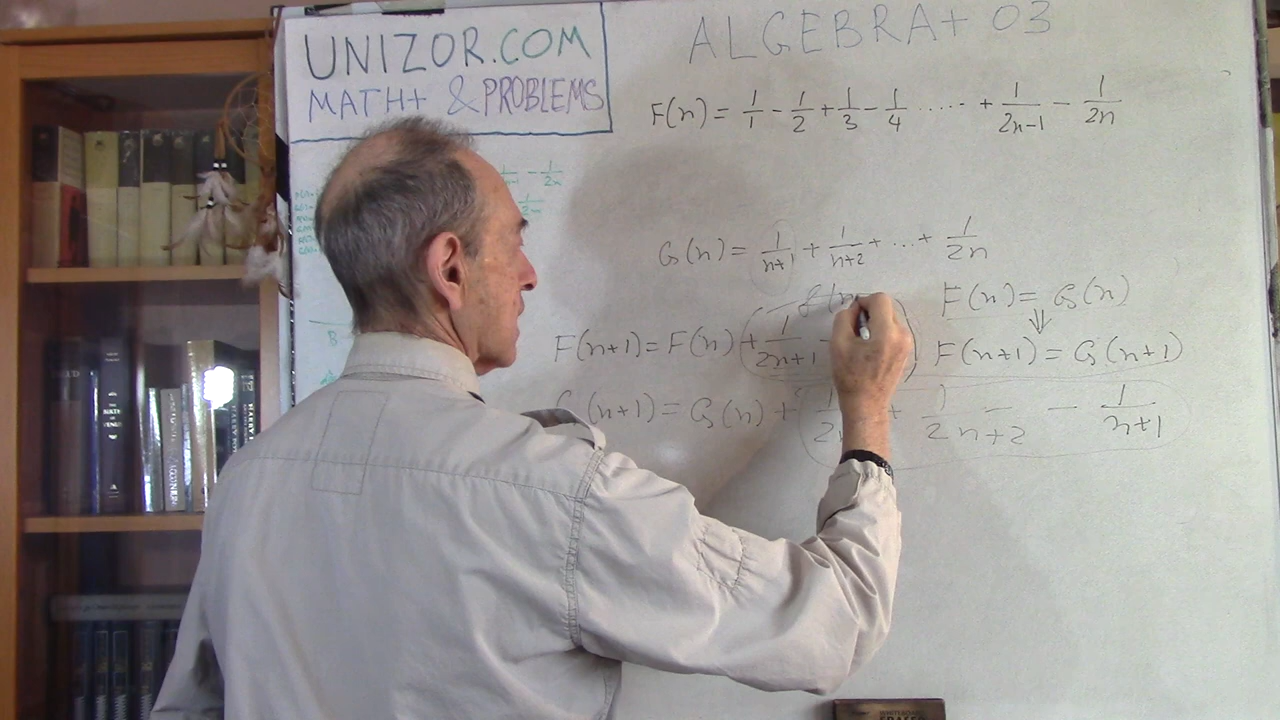 UNIZOR.COM
MATH+ & PROBLEMS
ALGEBRA+ 03
F(n) = 1/1 - 1/2 + 1/3 - 1/4 ..... + 1/(2n-1) - 1/(2n)
G(n) = 1/(n+1) + 1/(n+2) + ... + 1/(2n)
F(n) = G(n)
⇓
F(n+1) = F(n) + 1/(2n+1)
F(n+1) = G(n+1)
(n+1) = G(n) + 1/ + 1/(2n+2) - 1/(n+1)